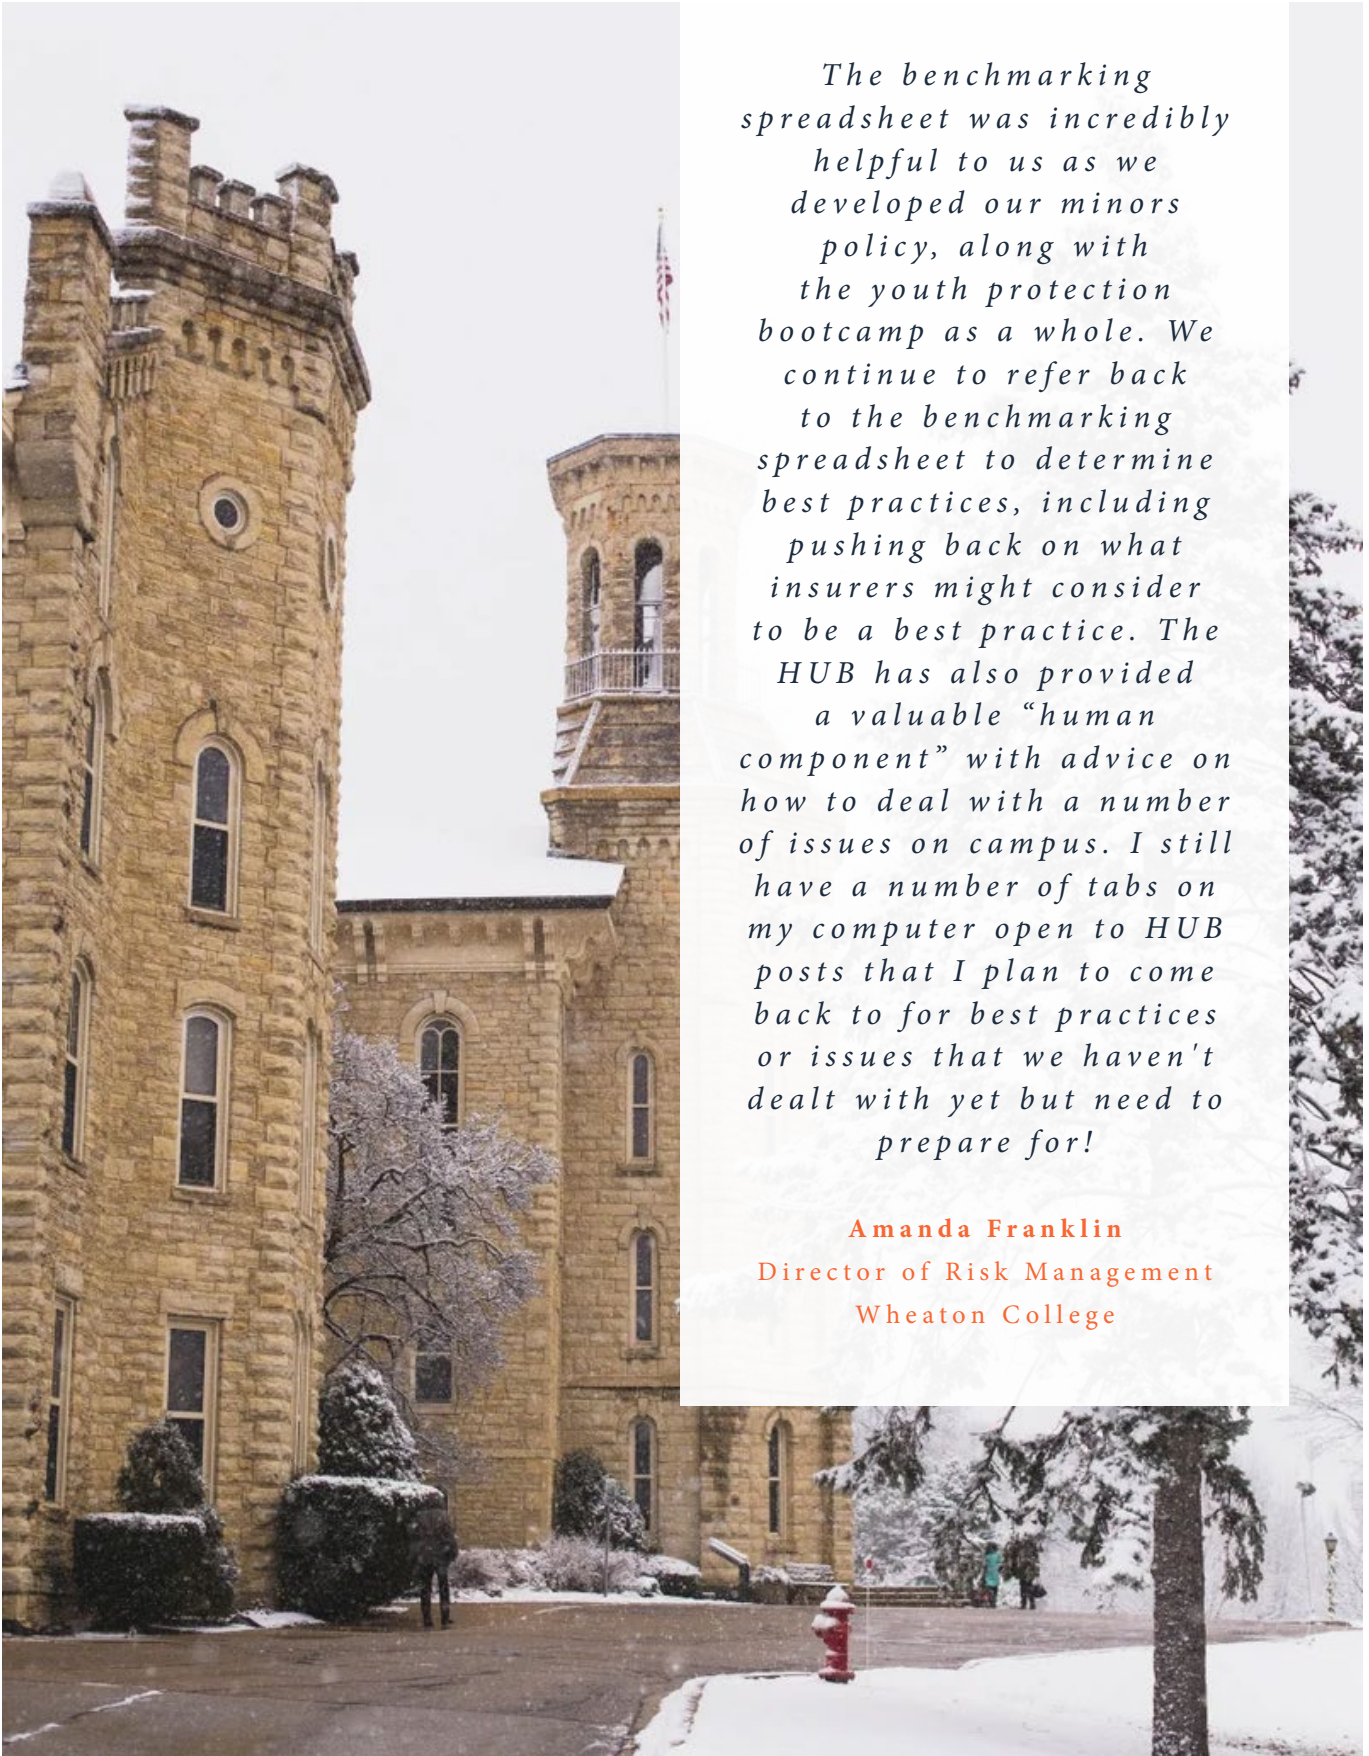 The benchmarking
spreadsheet was incredibly
helpful to us as we
developed our minors
policy, along with
the youth protection
bootcamp as a whole. We
continue to refer back
to the benchmarking
spreadsheet to determine
best practices, including
pushing back on what
insurers might consider
to be a best practice. The
HUB has also provided
a valuable “human
component” with advice on
how to deal with a number
of issues on campus. I still
have a number of tabs on
my computer open to HUB
posts that I plan to come
back to for best practices
or issues that we haven't
dealt with yet but need to
prepare for!
Amanda Franklin
Director of Risk Management
Wheaton College